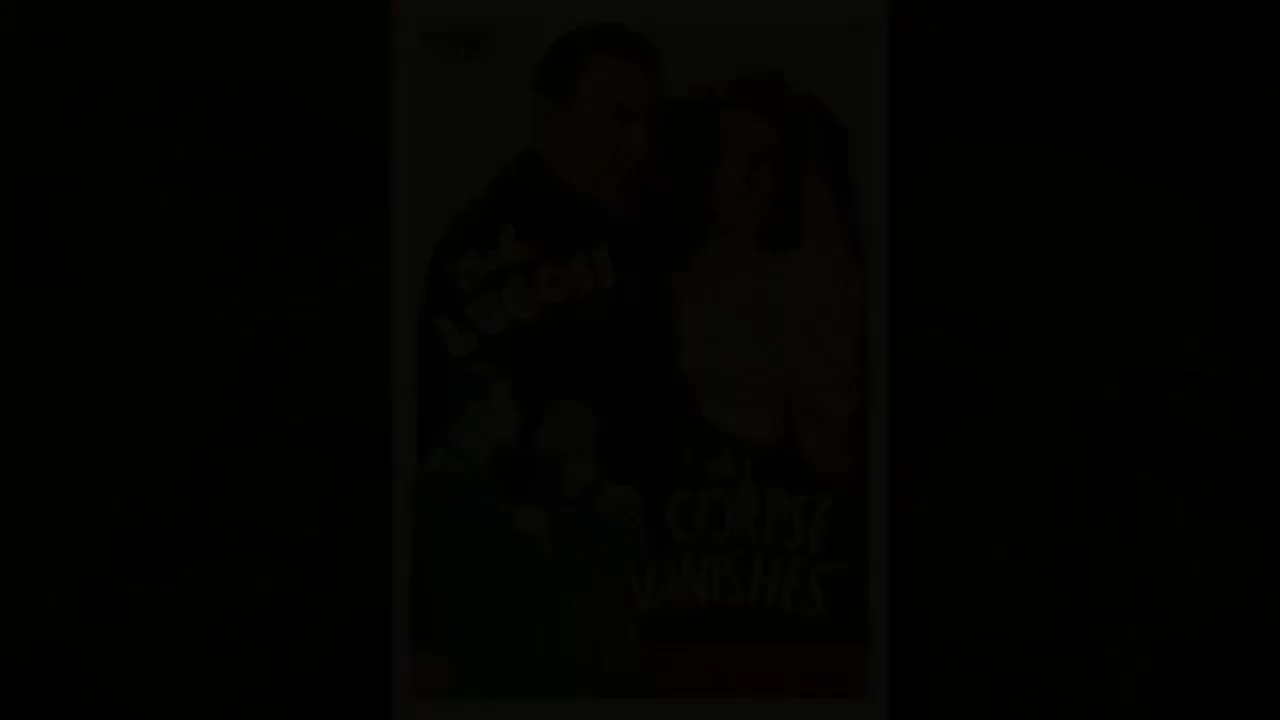 Bela
LUGOSI
The
CORPSE
VANISHES